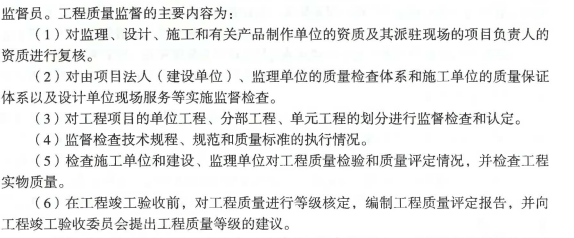 监督员。工程质量监督的主要内容为：
（1）对监理、设计、施工和有关产品制作单位的资质及其派驻现场的项目负责人的
资质进行复核。
（2）对由项目法人（建设单位）、监理单位的质量检查体系和施工单位的质量保证
体系以及设计单位现场服务等实施监督检查。
（3）对工程项目的单位工程、分部工程、单元工程的划分进行监督检查和认定。
（4）监督检查技术规程、规范和质量标准的执行情况。
（5）检查施工单位和建设、监理单位对工程质量检验和质量评定情况，并检查工程
实物质量。
（6）在工程竣工验收前，对工程质量进行等级核定，编制工程质量评定报告，并向
工程竣工验收委员会提出工程质量等级的建议。